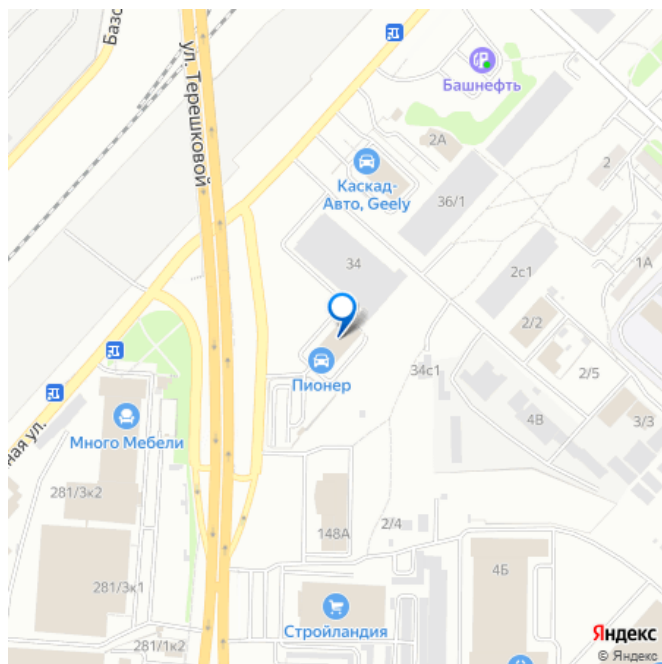 Базо
ул. Терешковой
Башнефть
2А
2
Каскад-
Авто, Geely
36/1
1А
34
2с1
2/2
Пионер
34с1
2/5
3/3
4В
Много Мебели
ная ул.
281/3к2
148А
2/4
4Б
281/3к1
Стройландия
281/1к2
Яндекс
© Яндекс